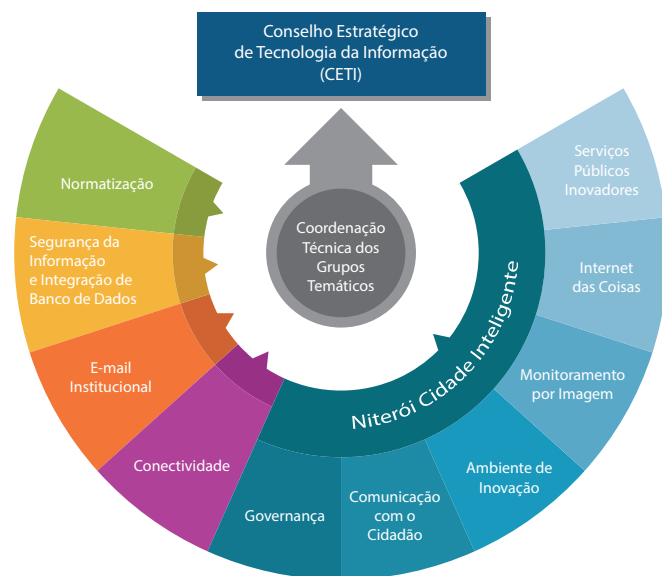 Conselho Estratégico
de Tecnologia da Informação
(CETI)
Coordenação
Técnica dos
Grupos
Temáticos
Normatização
Segurança da
Informação
e Integração de
Banco de Dados
E-mail
Institucional
Conectividade
Niterói Cidade Inteligente
Governança
Comunicação
com o
Cidadão
Ambiente de
Inovação
Monitoramento
por Imagem
Internet
das Coisas
Serviços
Públicos
Inovadores